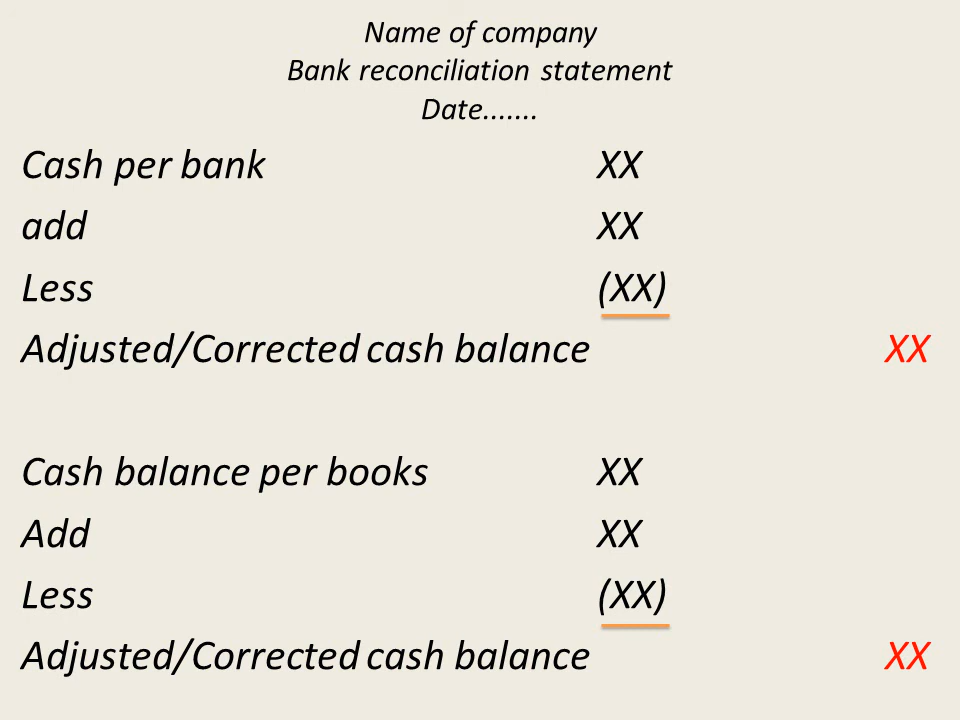 Name of company
Bank reconciliation statement
Date.......
Cash per bank XX
add XX
Less (XX)
Adjusted/Corrected cash balance XX
Cash balance per books XX
Add XX
Less (XX)
Adjusted/Corrected cash balance XX